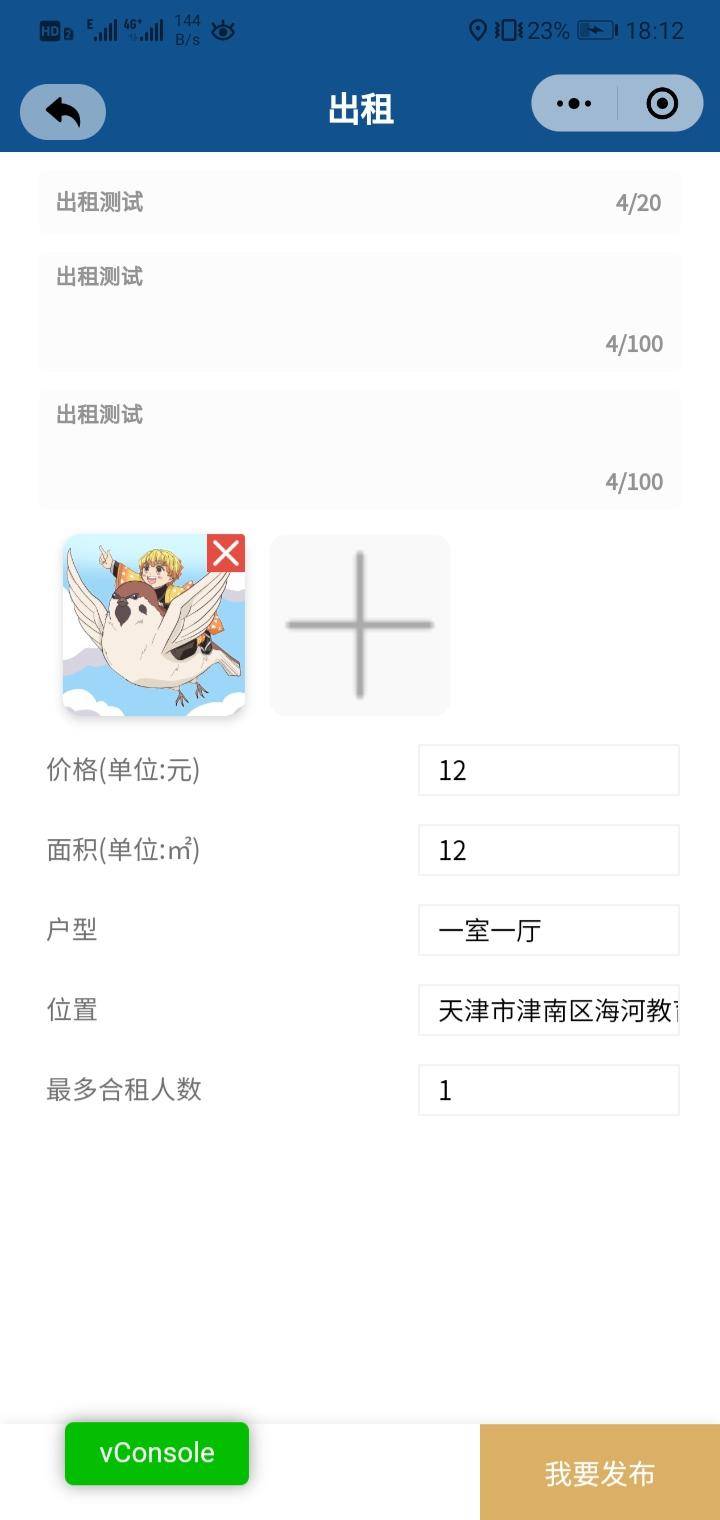 HD 2 E 4G+ 144 B/s 23% 18:12
出租
出租测试 4/20
出租测试
4/100
出租测试
4/100
价格(单位:元) 12
面积(单位:㎡) 12
户型 一室一厅
位置 天津市津南区海河教
最多合租人数 1
vConsole
我要发布